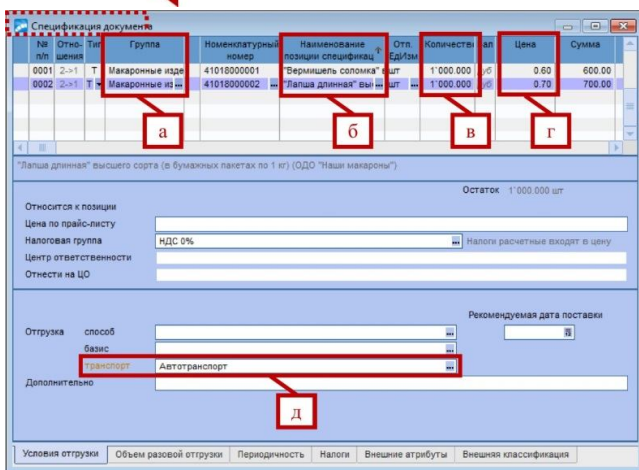 Спецификация документа
№ п/п Отно- шения Тип Группа Номенклатурный номер Наименование позиции спецификац Отп. Ед/Изм Количеств Цена Сумма
0001 2->1 Т Макаронные изде 41018000001 "Вермишель соломка" шт 1`000.000 уб 0.60 600.00
0002 2->1 Т Макаронные из... 41018000002 ... "Лапша длинная" вы ... шт ... 1`000.000 уб 0.70 700.00
а б в г
"Лапша длинная" высшего сорта (в бумажных пакетах по 1 кг) (ОДО "Наши макароны")
Остаток 1`000.000 шт
Относится к позиции
Цена по прайс-листу
Налоговая группа НДС 0% ... Налоги расчетные входят в цену
Центр ответственности
Отнести на ЦО
Рекомендуемая дата поставки
Отгрузка способ ...
базис ...
транспорт Автотранспорт ...
Дополнительно
д
Условия отгрузки Объем разовой отгрузки Периодичность Налоги Внешние атрибуты Внешняя классификация